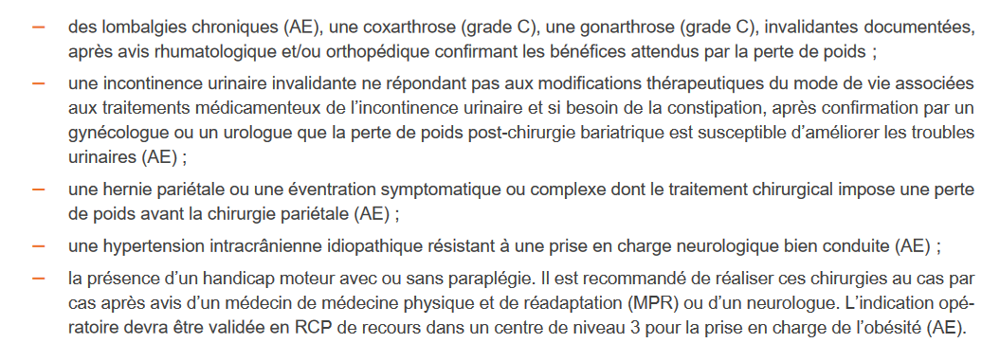 – des lombalgies chroniques (AE), une coxarthrose (grade C), une gonarthrose (grade C), invalidantes documentées,
après avis rhumatologique et/ou orthopédique confirmant les bénéfices attendus par la perte de poids ;
– une incontinence urinaire invalidante ne répondant pas aux modifications thérapeutiques du mode de vie associées
aux traitements médicamenteux de l’incontinence urinaire et si besoin de la constipation, après confirmation par un
gynécologue ou un urologue que la perte de poids post-chirurgie bariatrique est susceptible d’améliorer les troubles
urinaires (AE) ;
– une hernie pariétale ou une éventration symptomatique ou complexe dont le traitement chirurgical impose une perte
de poids avant la chirurgie pariétale (AE) ;
– une hypertension intracrânienne idiopathique résistant à une prise en charge neurologique bien conduite (AE) ;
– la présence d’un handicap moteur avec ou sans paraplégie. Il est recommandé de réaliser ces chirurgies au cas par
cas après avis d’un médecin de médecine physique et de réadaptation (MPR) ou d’un neurologue. L’indication opé-
ratoire devra être validée en RCP de recours dans un centre de niveau 3 pour la prise en charge de l’obésité (AE).